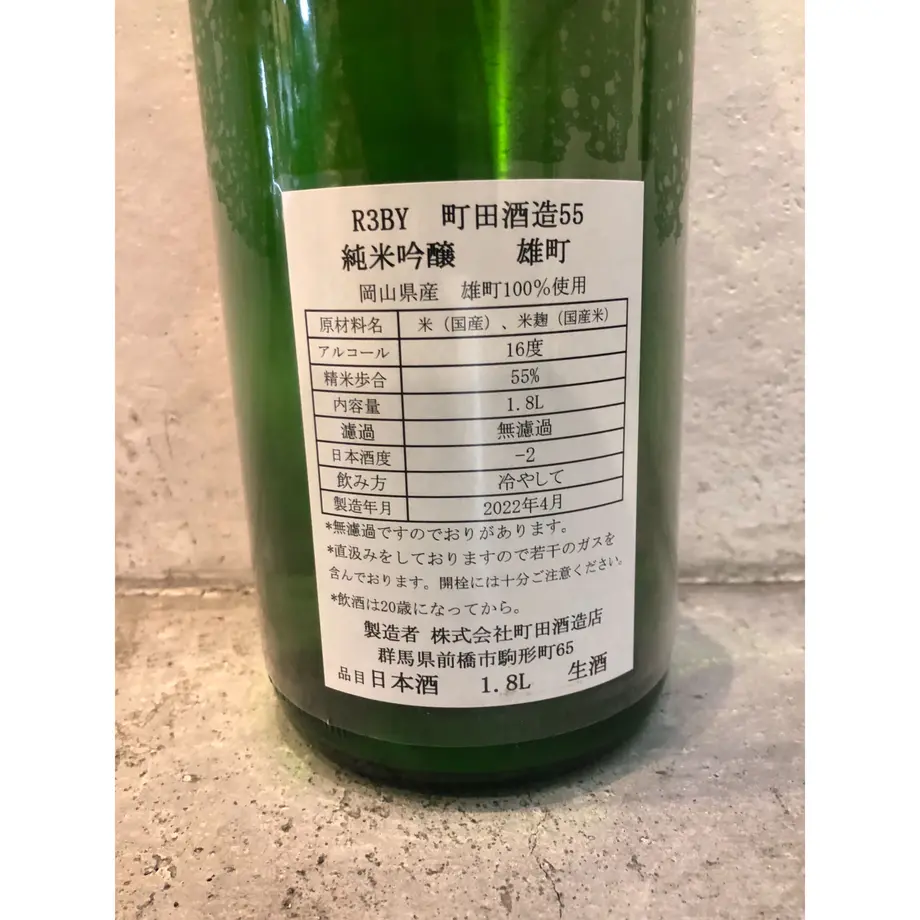 R3BY 町田酒造55
純米吟醸 雄町
岡山県産 雄町100%使用
原材料名 米（国産）、米麹（国産米）
アルコール 16度
精米歩合 55%
内容量 1.8L
濾過 無濾過
日本酒度 -2
飲み方 冷やして
製造年月 2022年4月
*無濾過ですのでおりがあります。
*直汲みをしておりますので若干のガスを
含んでおります。開栓には十分ご注意ください。
*飲酒は20歳になってから。
製造者 株式会社町田酒造店
群馬県前橋市駒形町65
品目日本酒 1.8L 生酒